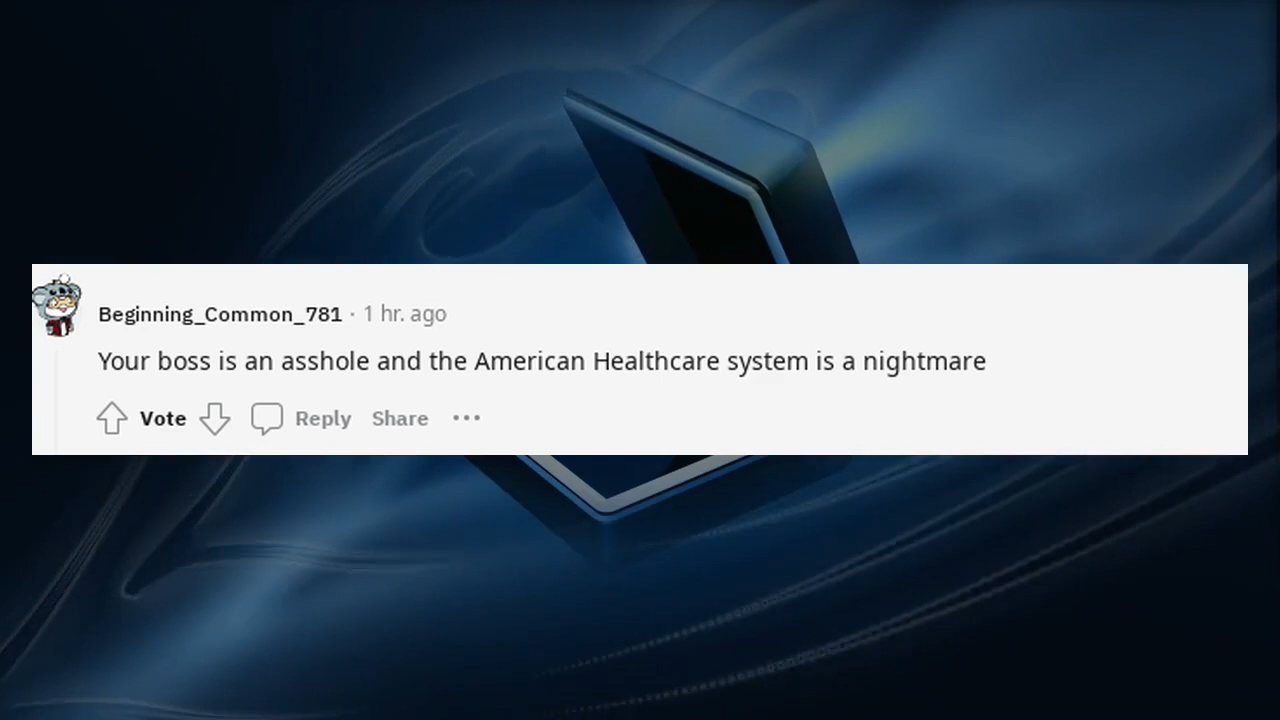 Beginning_Common_781 · 1 hr. ago
Your boss is an asshole and the American Healthcare system is a nightmare
Vote Reply Share ···